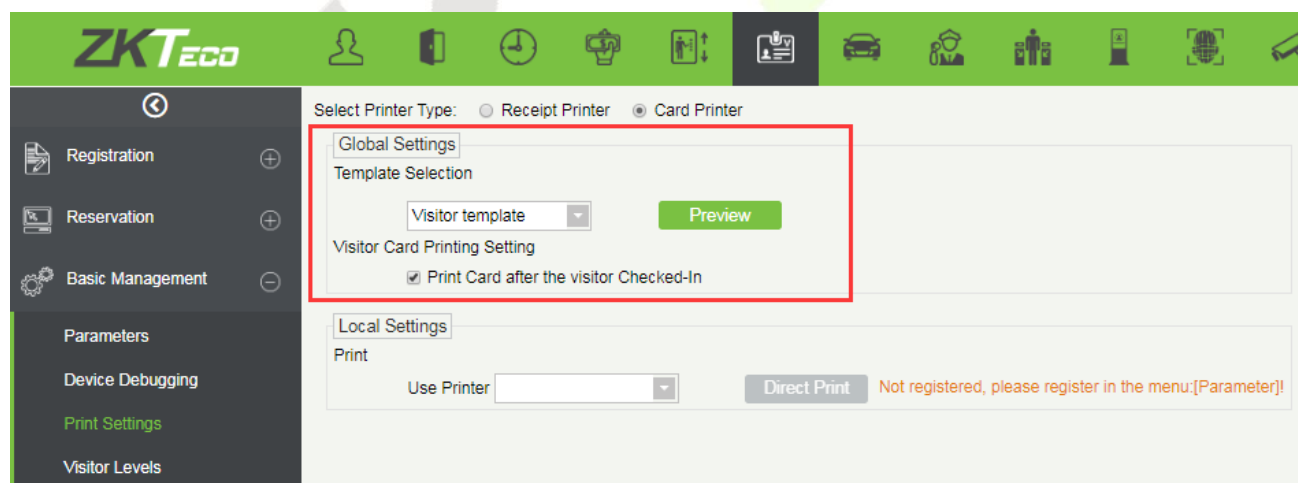 ZKTECO
Select Printer Type: Receipt Printer Card Printer
Registration
Reservation
Basic Management
Parameters
Device Debugging
Print Settings
Visitor Levels
Global Settings
Template Selection
Visitor template Preview
Visitor Card Printing Setting
Print Card after the visitor Checked-In
Local Settings
Print
Use Printer Direct Print Not registered, please register in the menu:[Parameter]!